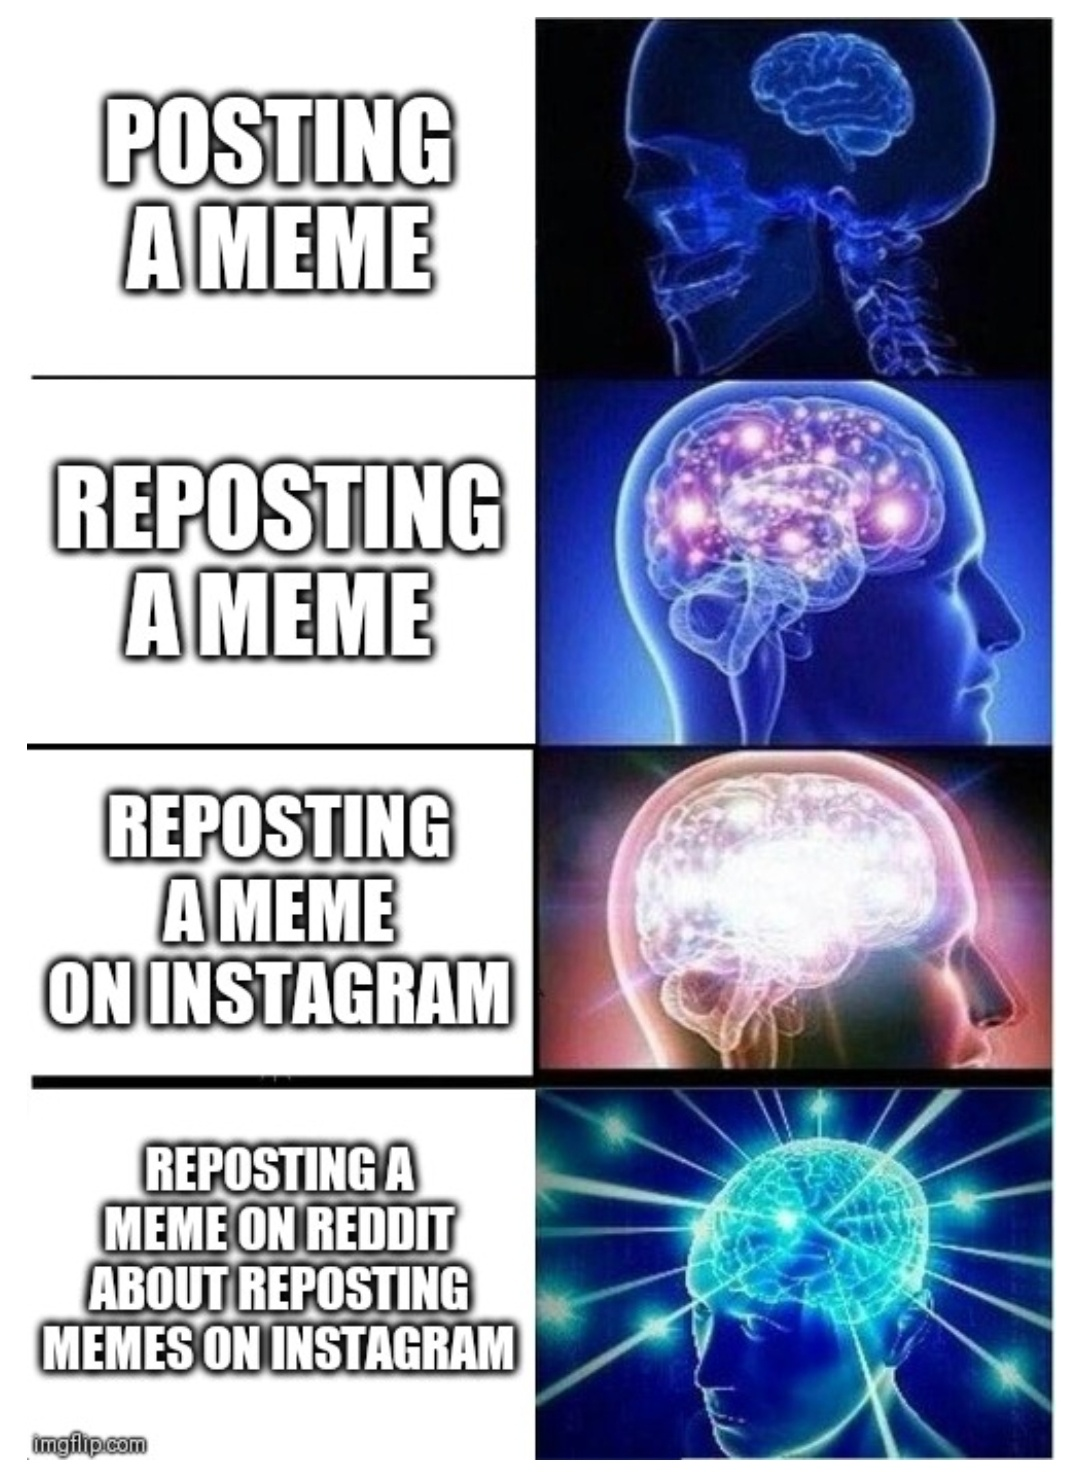 POSTING
A MEME
REPOSTING
A MEME
REPOSTING
A MEME
ON INSTAGRAM
REPOSTING A
MEME ON REDDIT
ABOUT REPOSTING
MEMES ON INSTAGRAM
imgflip.com